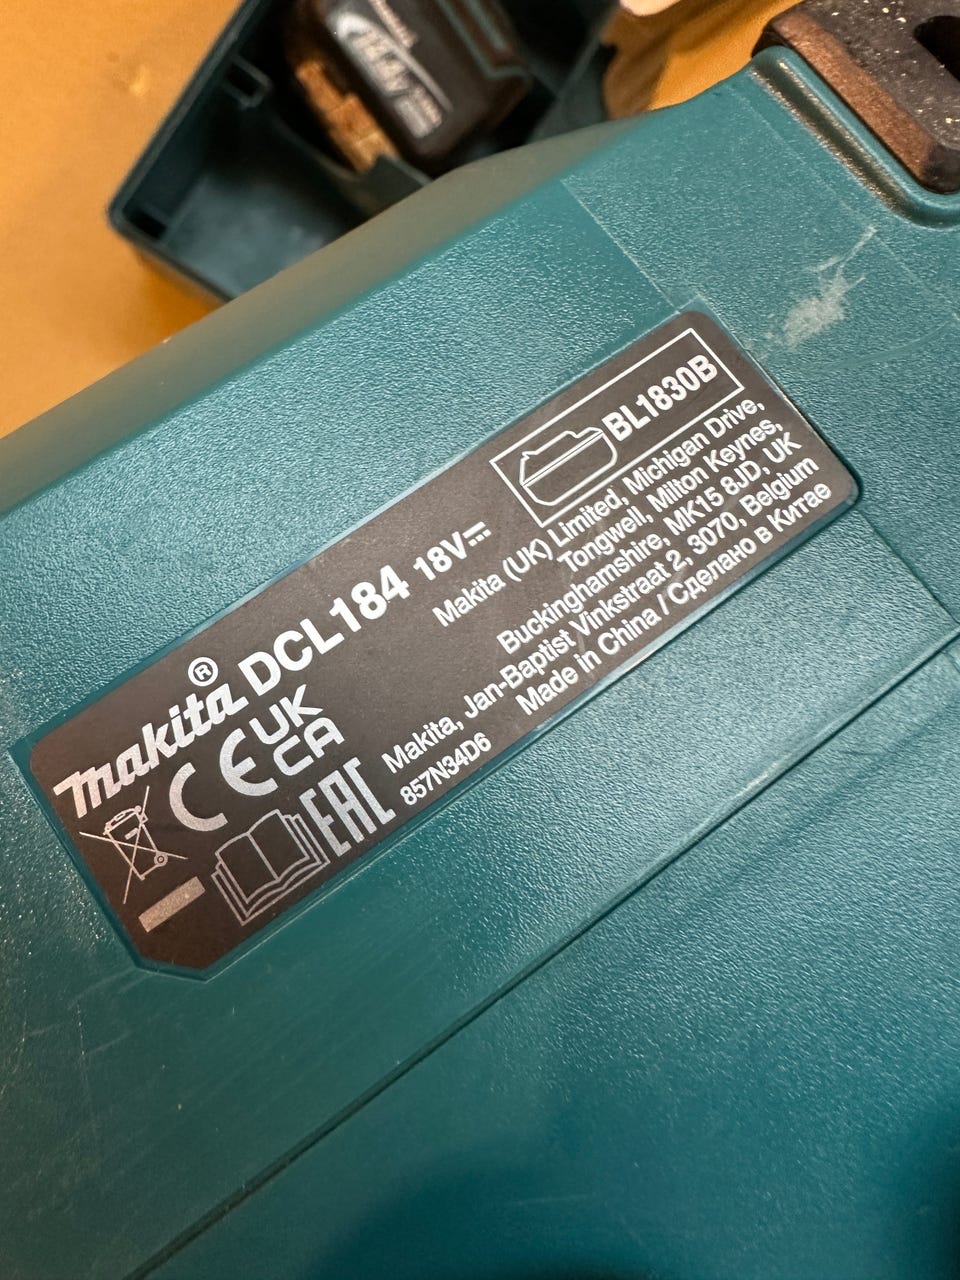 makita® DCL184 18V
BL1830B
CE UK CA
EAC
Makita (UK) Limited, Michigan Drive,
Tongwell, Milton Keynes,
Buckinghamshire, MK15 8JD, UK
Makita, Jan-Baptist Vinkstraat 2, 3070, Belgium
857N34D6
Made in China / Сделано в Китае